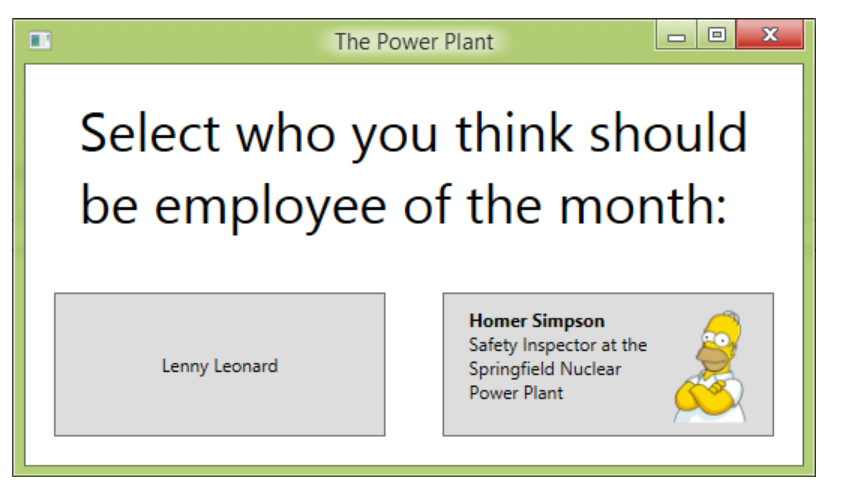 The Power Plant
Select who you think should
be employee of the month:
Lenny Leonard
Homer Simpson
Safety Inspector at the
Springfield Nuclear
Power Plant